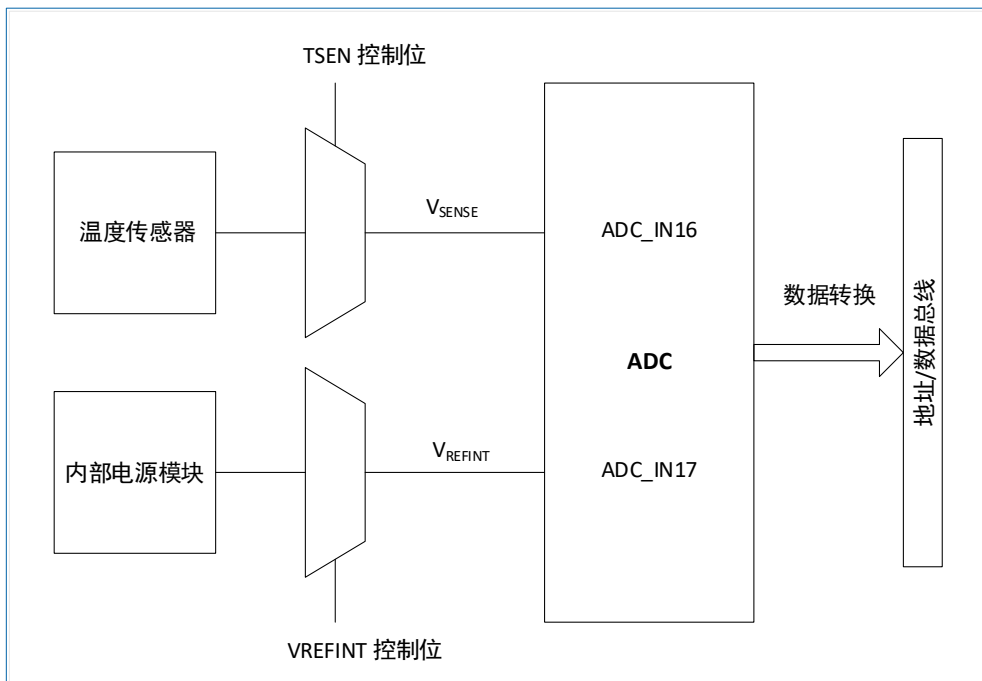 TSEN 控制位
温度传感器
VSENSE
ADC_IN16
数据转换
地址/数据总线
ADC
内部电源模块
VREFINT
ADC_IN17
VREFINT 控制位